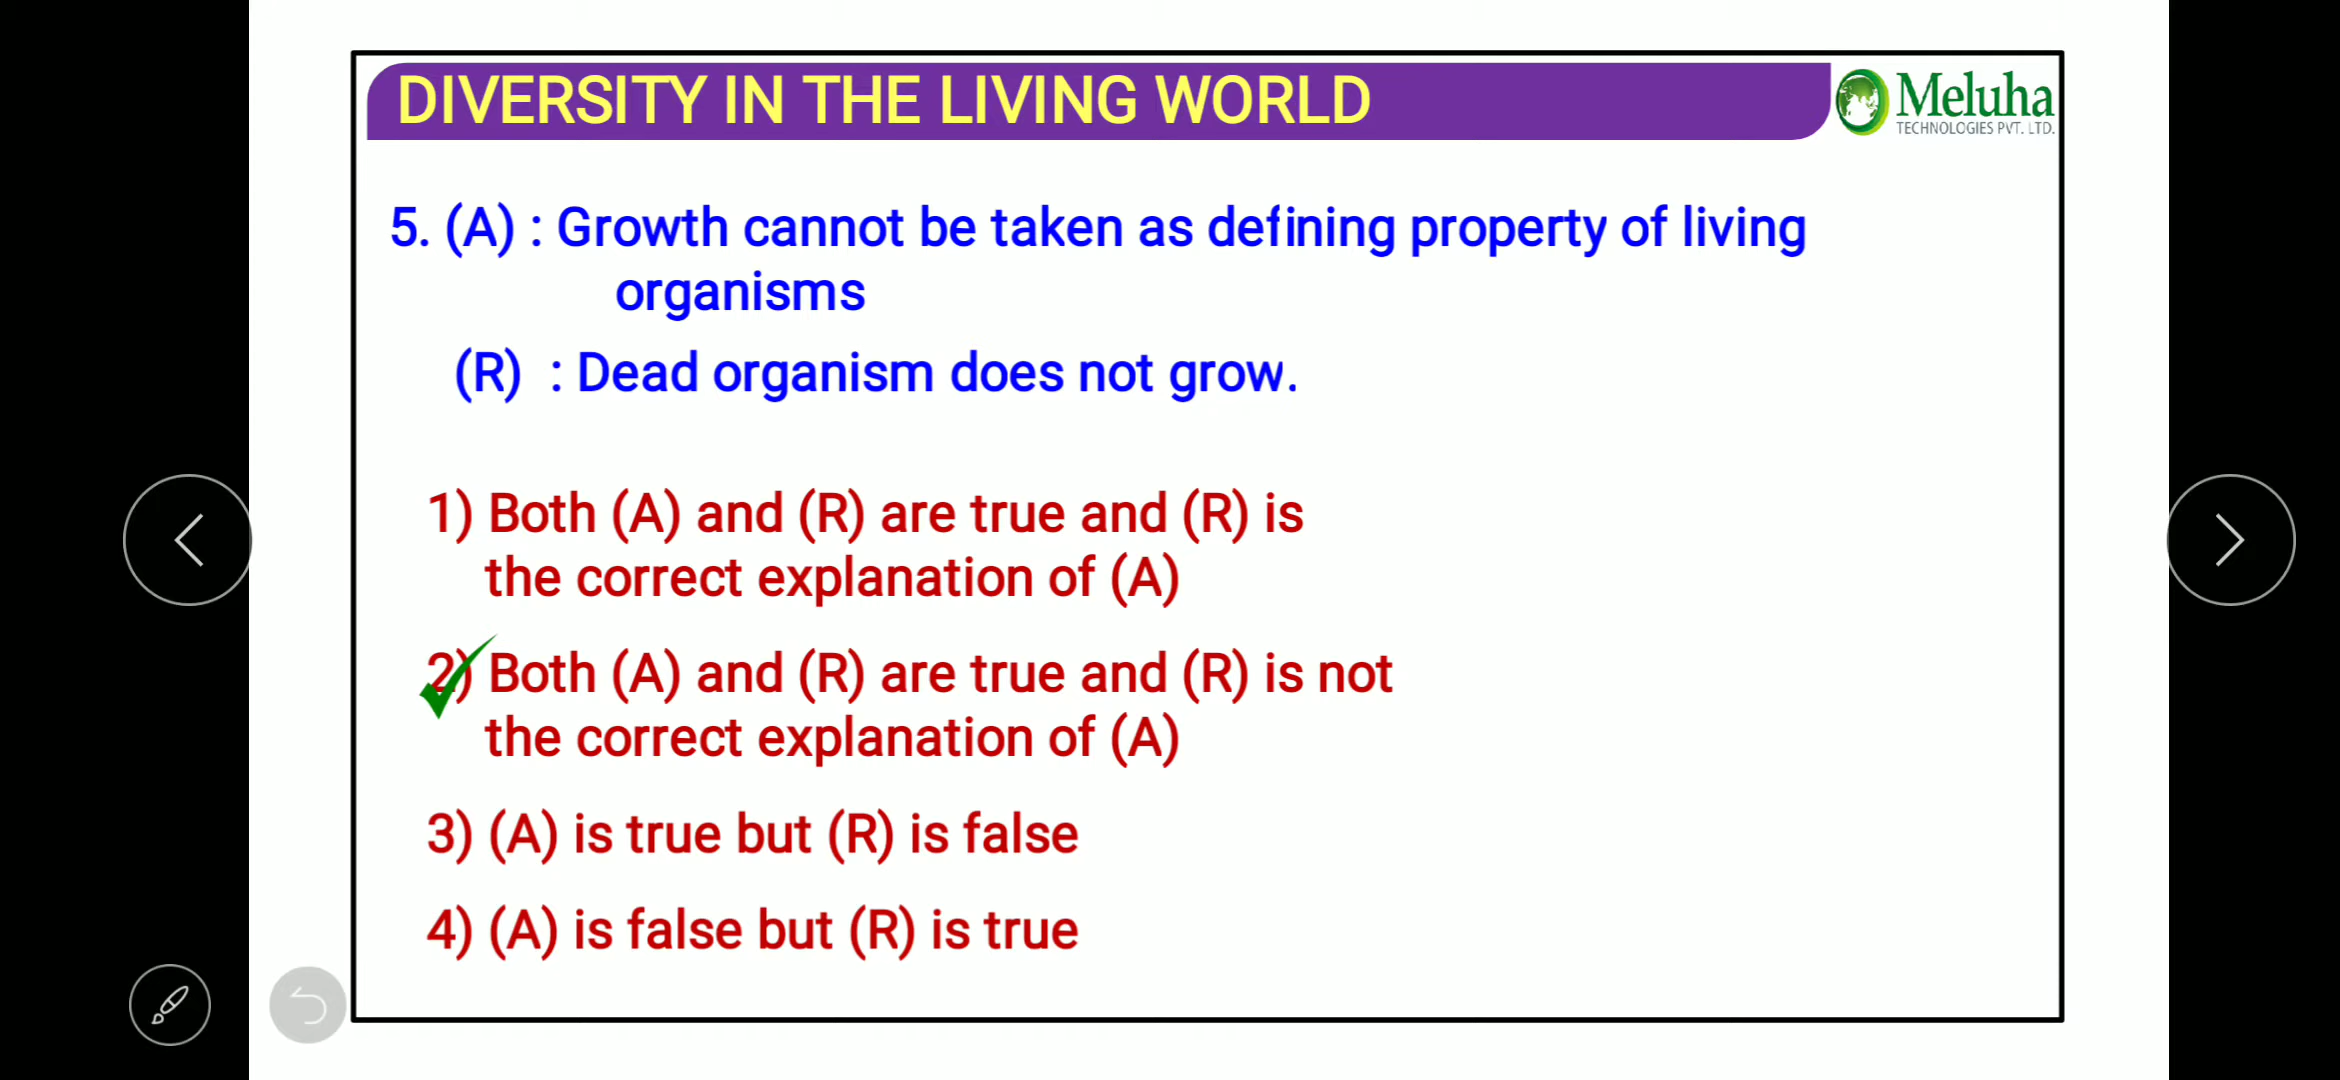 DIVERSITY IN THE LIVING WORLD
Meluha
TECHNOLOGIES PVT. LTD.
5. (A) : Growth cannot be taken as defining property of living
organisms
(R) : Dead organism does not grow.
1) Both (A) and (R) are true and (R) is
the correct explanation of (A)
2) Both (A) and (R) are true and (R) is not
the correct explanation of (A)
3) (A) is true but (R) is false
4) (A) is false but (R) is true